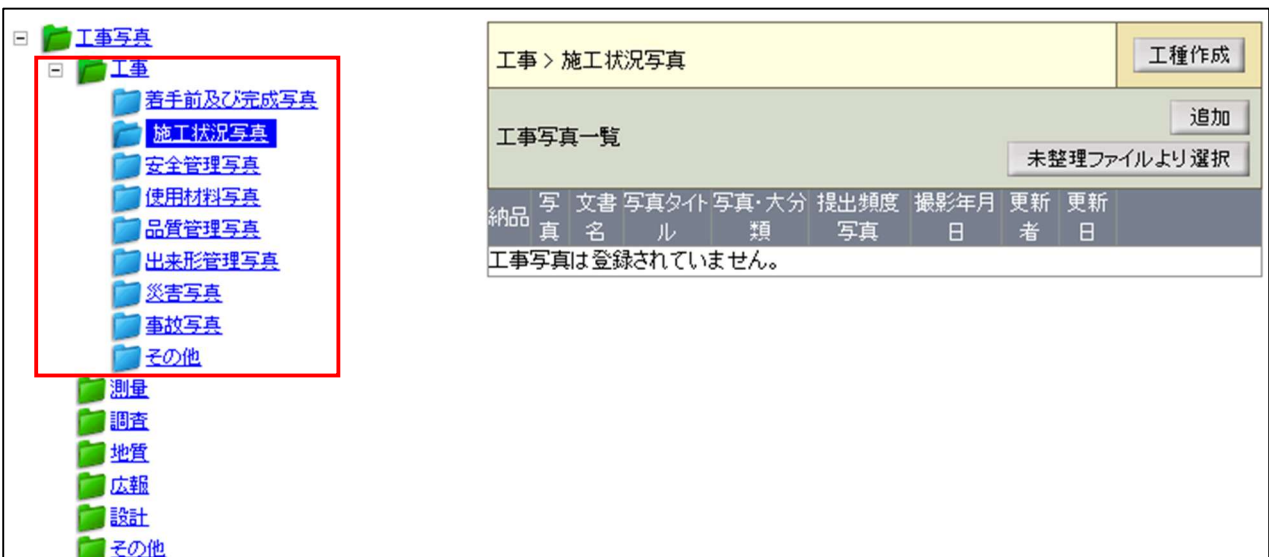 工事写真
工事
着手前及び完成写真
施工状況写真
安全管理写真
使用材料写真
品質管理写真
出来形管理写真
災害写真
事故写真
その他
測量
調査
地質
広報
設計
その他
工事 > 施工状況写真
工種作成
工事写真一覧
追加
未整理ファイルより選択
納品 写真 文書名 写真タイトル 写真・大分類 提出頻度写真 撮影年月日 更新者 更新日
工事写真は登録されていません。